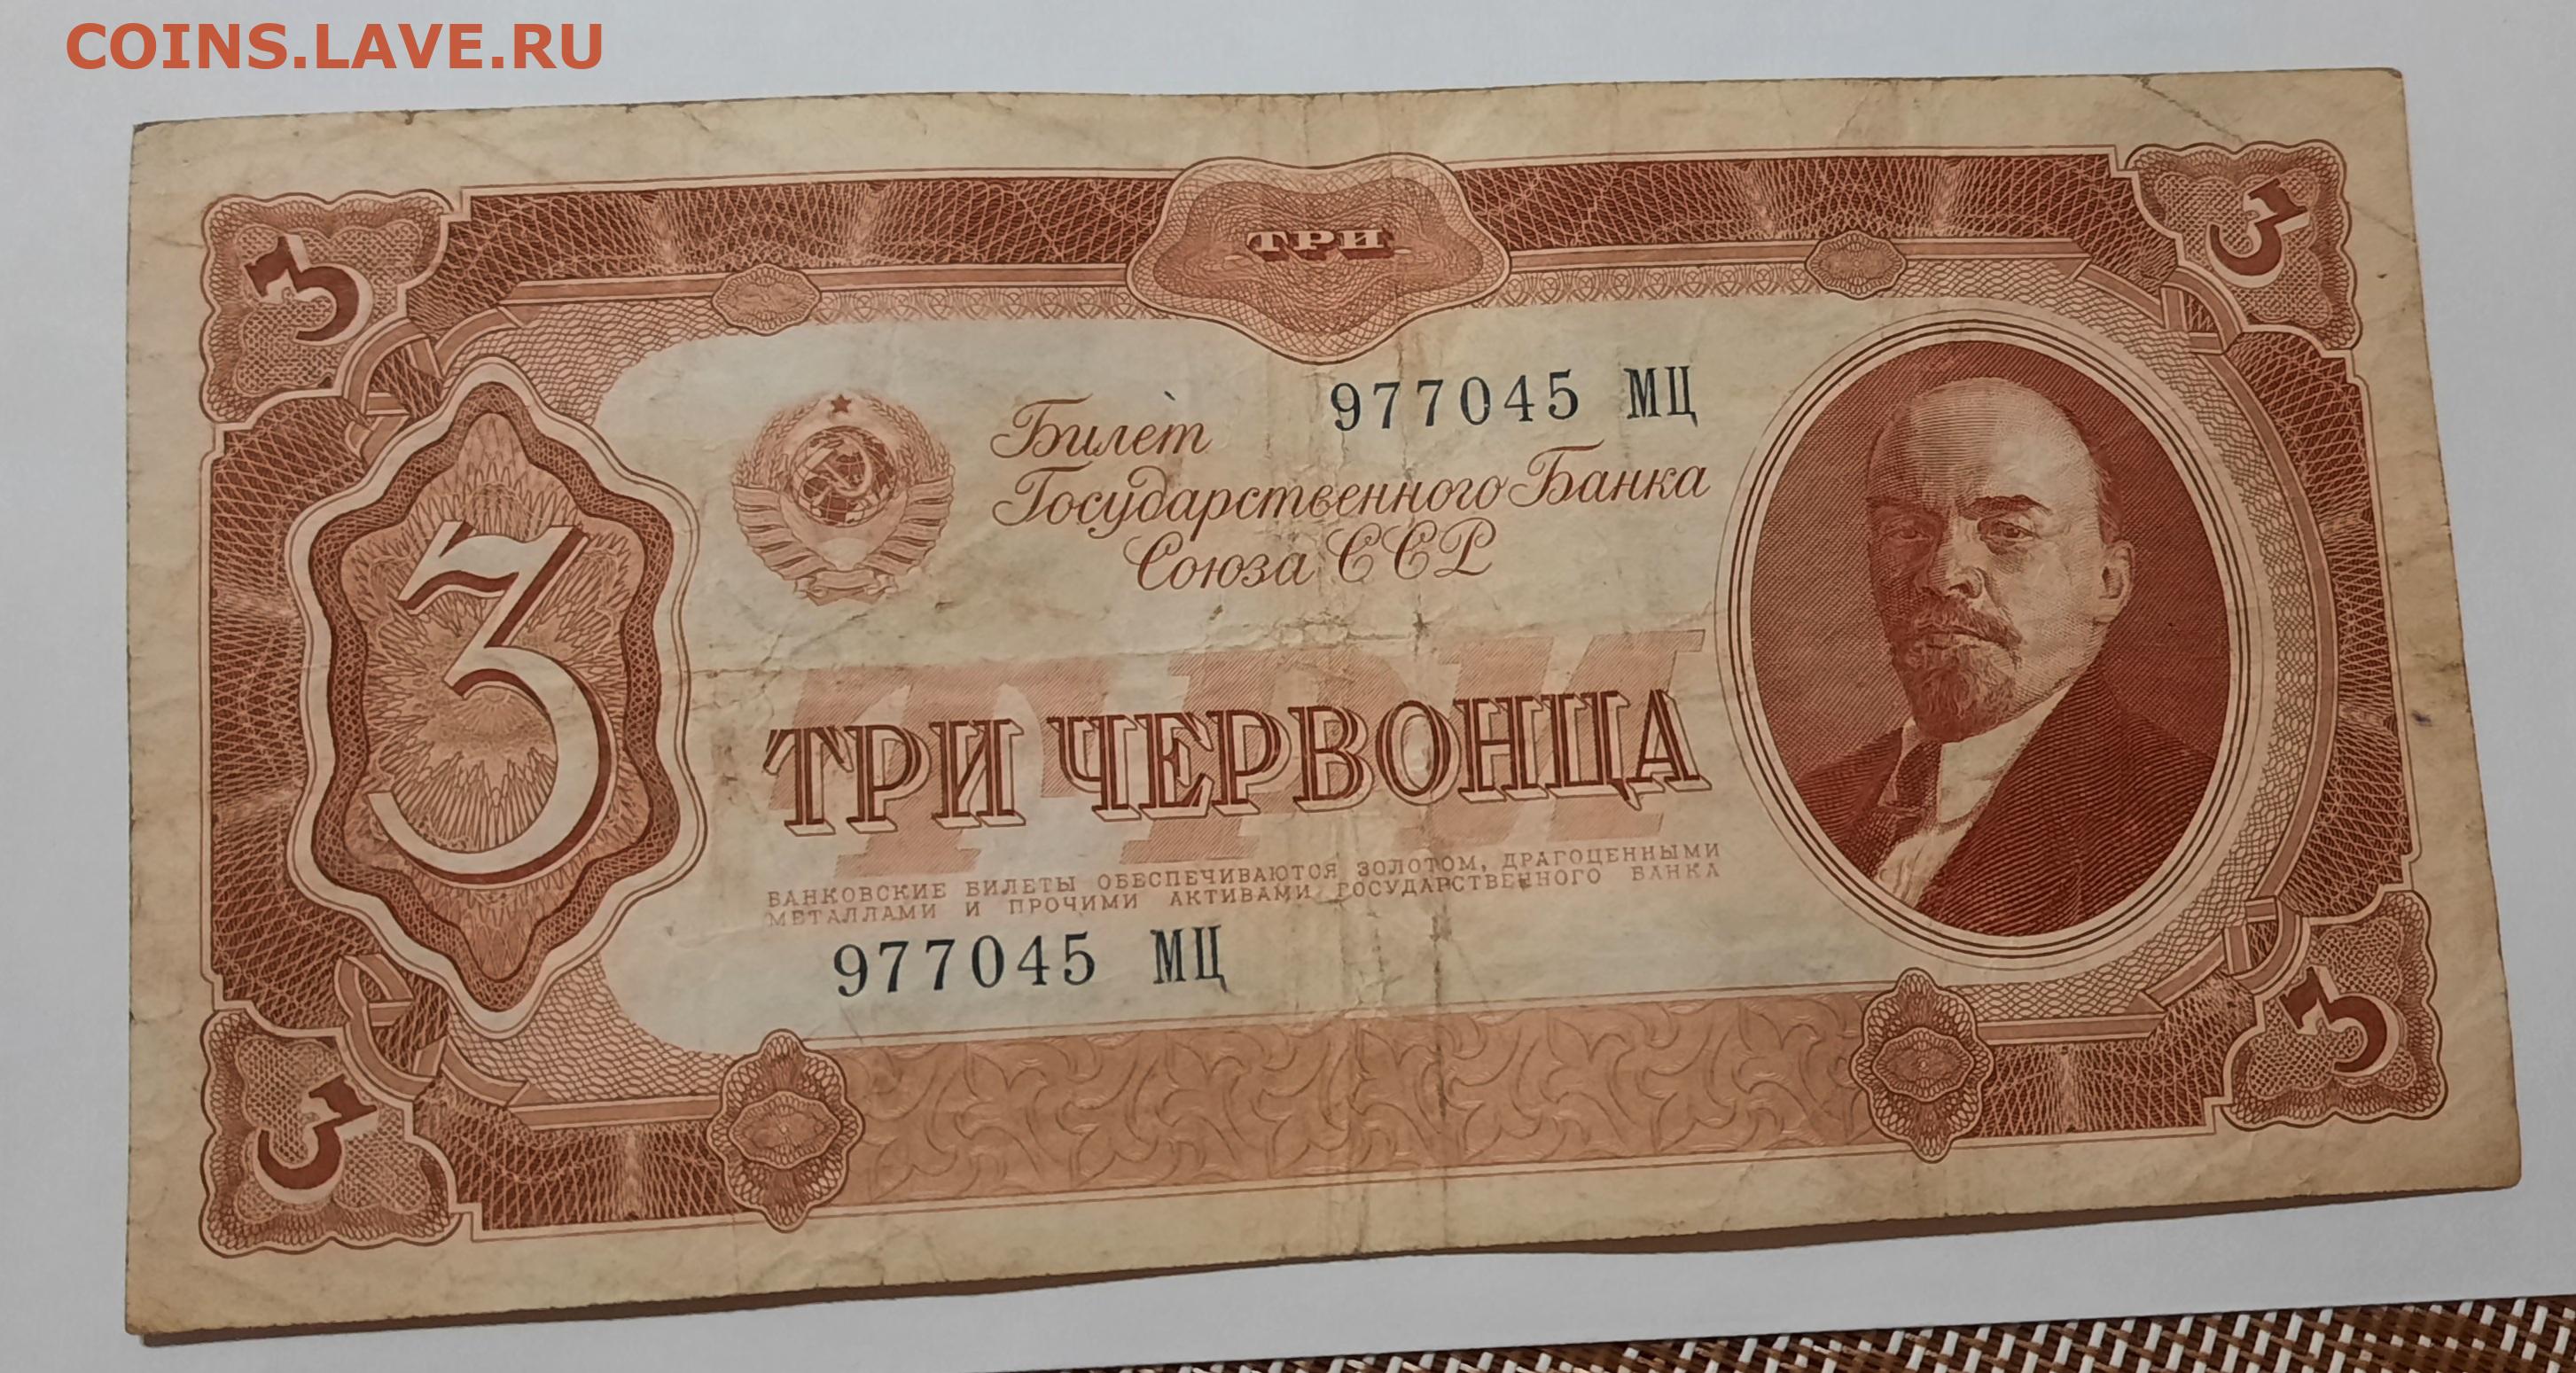 COINS.LAVE.RU
3 ТРИ 3
977045 МЦ
Билет
Государственного Банка
Союза ССР
3
ТРИ
ТРИ ЧЕРВОНЦА
БАНКОВСКИЕ БИЛЕТЫ ОБЕСПЕЧИВАЮТСЯ ЗОЛОТОМ, ДРАГОЦЕННЫМИ
МЕТАЛЛАМИ И ПРОЧИМИ АКТИВАМИ ГОСУДАРСТВЕННОГО БАНКА
977045 МЦ
3 3